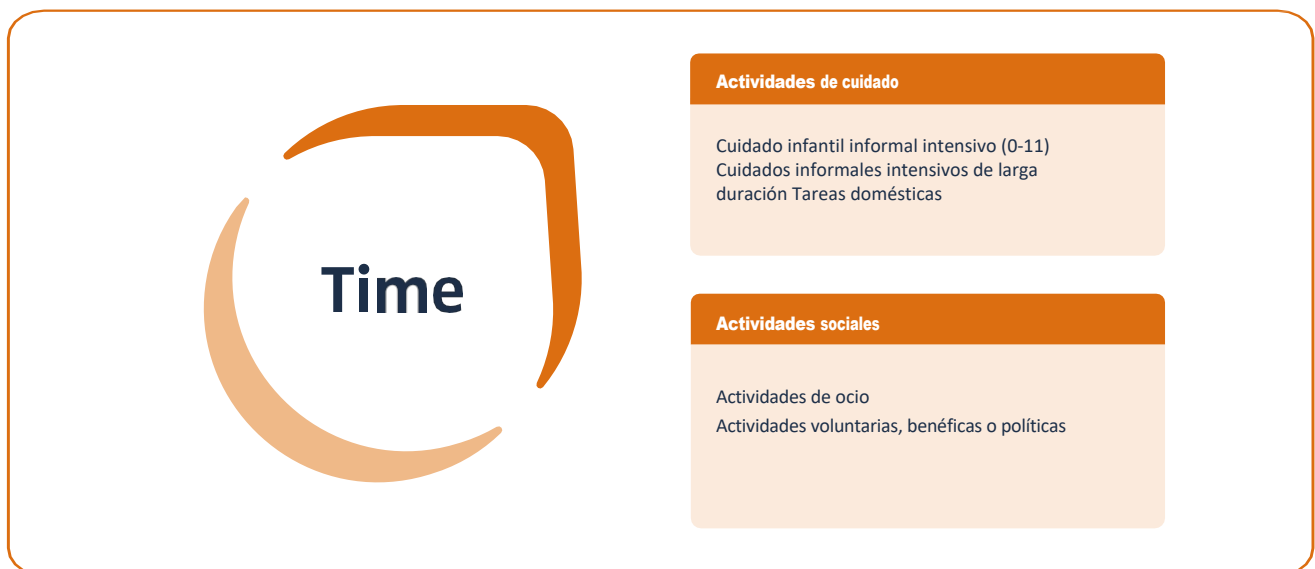 Time
Actividades de cuidado
Cuidado infantil informal intensivo (0-11)
Cuidados informales intensivos de larga
duración Tareas domésticas
Actividades sociales
Actividades de ocio
Actividades voluntarias, benéficas o políticas